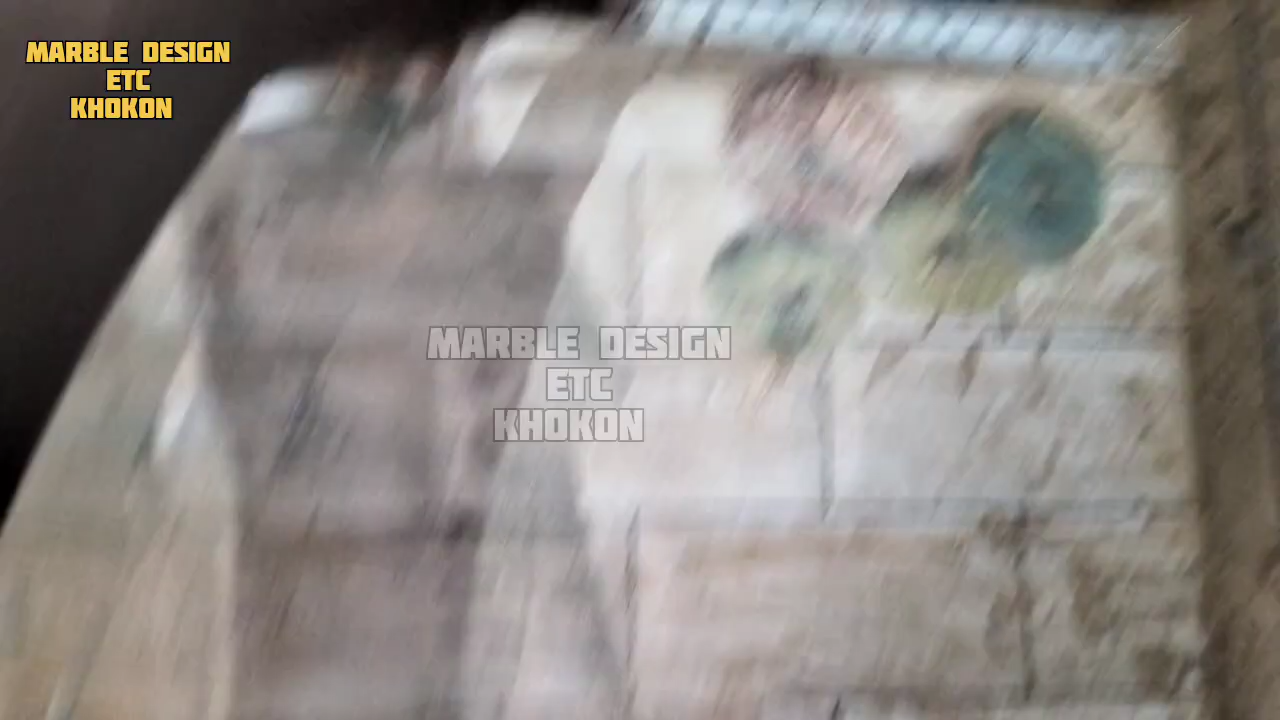 MARBLE DESIGN
ETC
KHOKON
MARBLE DESIGN
ETC
KHOKON